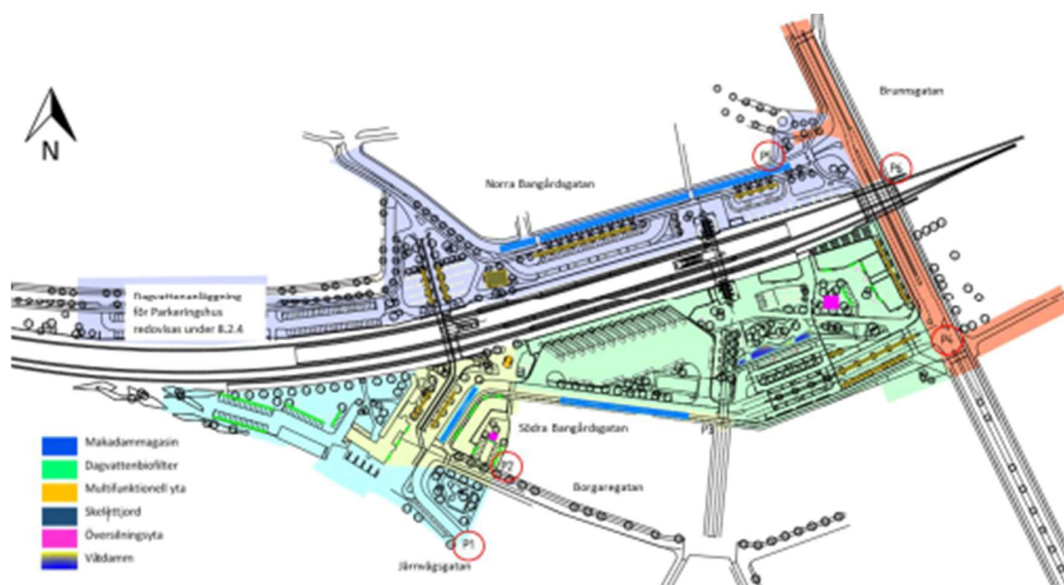 Brunnsgatan
P5
P6
N
Norra Bangårdsgatan
Dagvattenanläggning
för Parkeringshus
redovisas under 8.2.4
P4
Södra Bangårdsgatan
P3
Makadammagasin
Dagvattenbiofilter
P2
Borgaregatan
Multifunktionell yta
Skelettjord
Översilningsyta
P1
Våtdamm
Järnvägsgatan